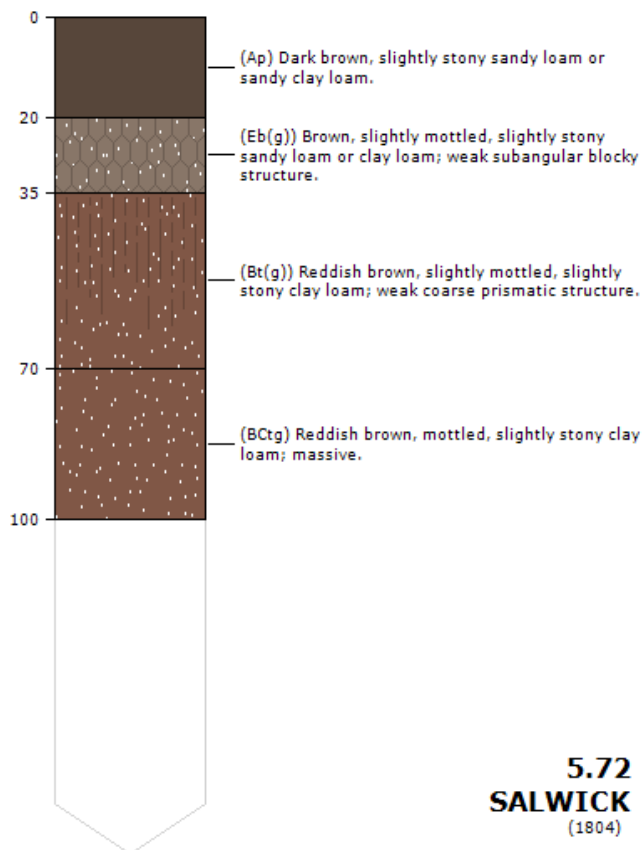 0
(Ap) Dark brown, slightly stony sandy loam or
sandy clay loam.
20
(Eb(g)) Brown, slightly mottled, slightly stony
sandy loam or clay loam; weak subangular blocky
structure.
35
(Bt(g)) Reddish brown, slightly mottled, slightly
stony clay loam; weak coarse prismatic structure.
70
(BCtg) Reddish brown, mottled, slightly stony clay
loam; massive.
100
5.72
SALWICK
(1804)